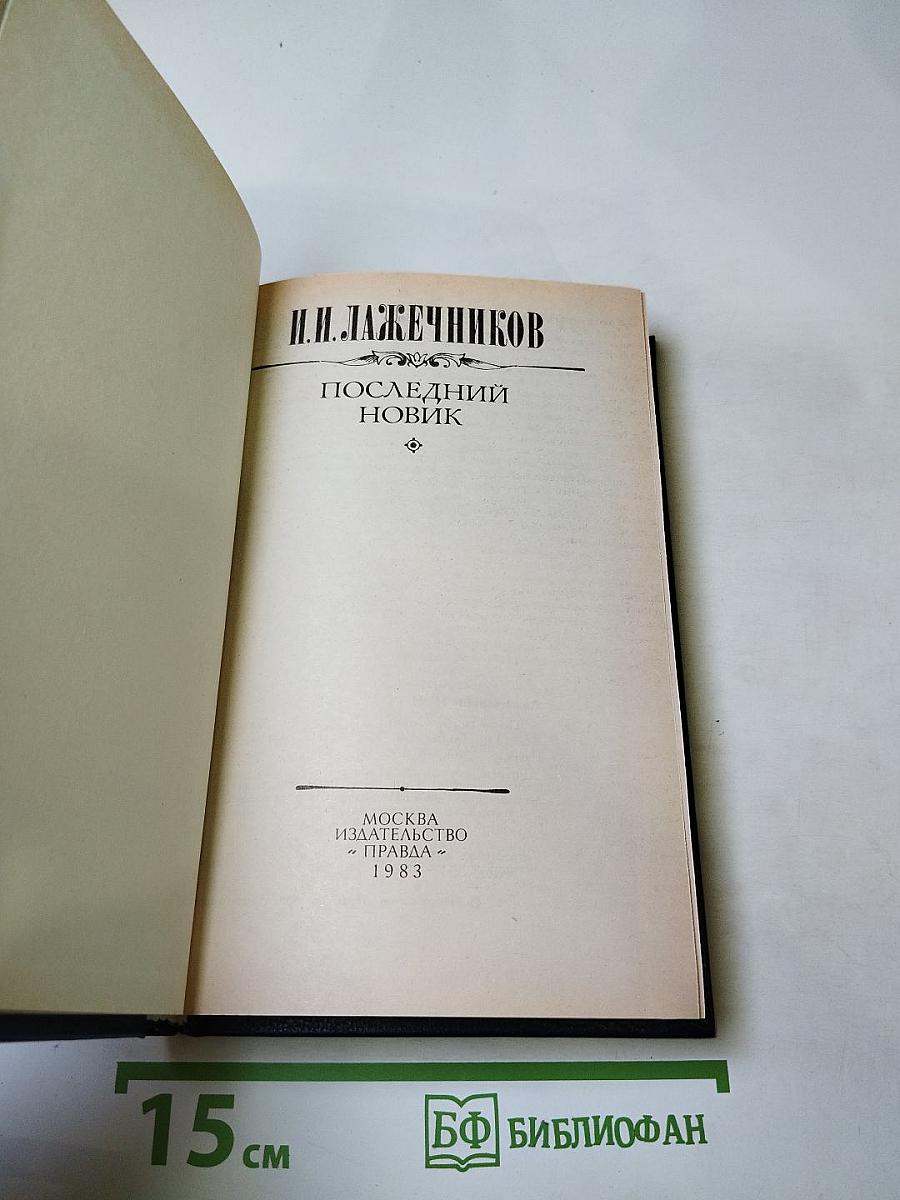 И.И.ЛАЖЕЧНИКОВ
ПОСЛЕДНИЙ
НОВИК
МОСКВА
ИЗДАТЕЛЬСТВО
„ ПРАВДА “
1983
15 см
БФ БИБЛИОФАН